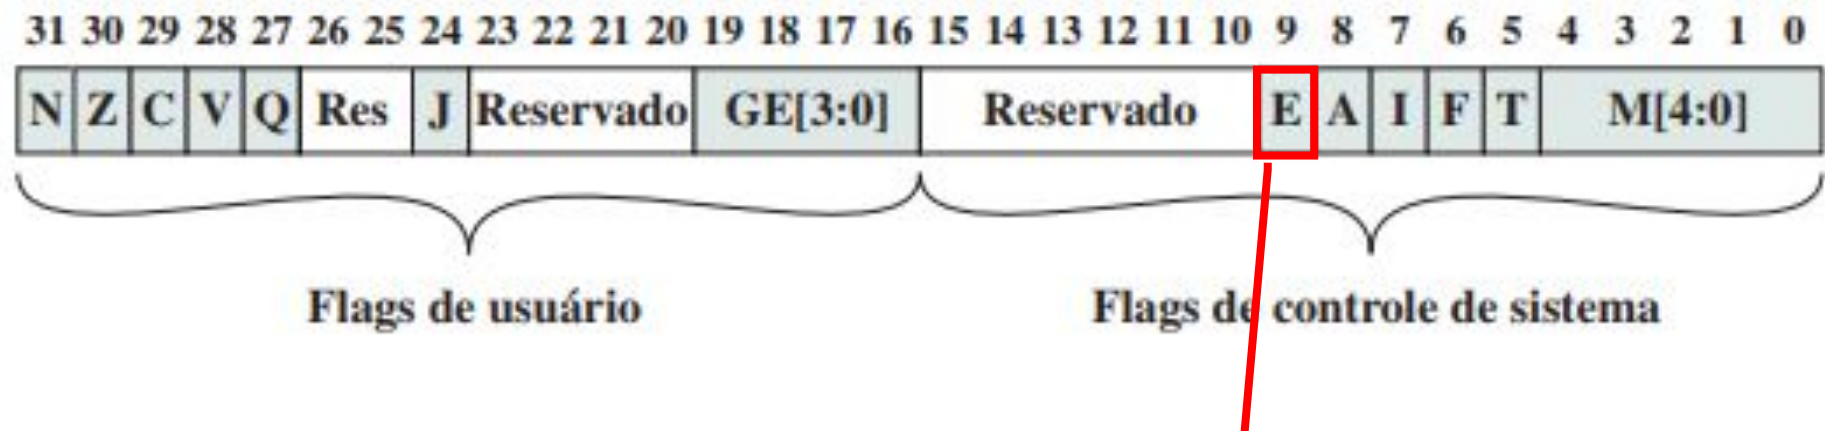 31 30 29 28 27 26 25 24 23 22 21 20 19 18 17 16 15 14 13 12 11 10 9 8 7 6 5 4 3 2 1 0
N Z C V Q Res J Reservado GE[3:0] Reservado E A I F T M[4:0]
Flags de usuário Flags de controle de sistema